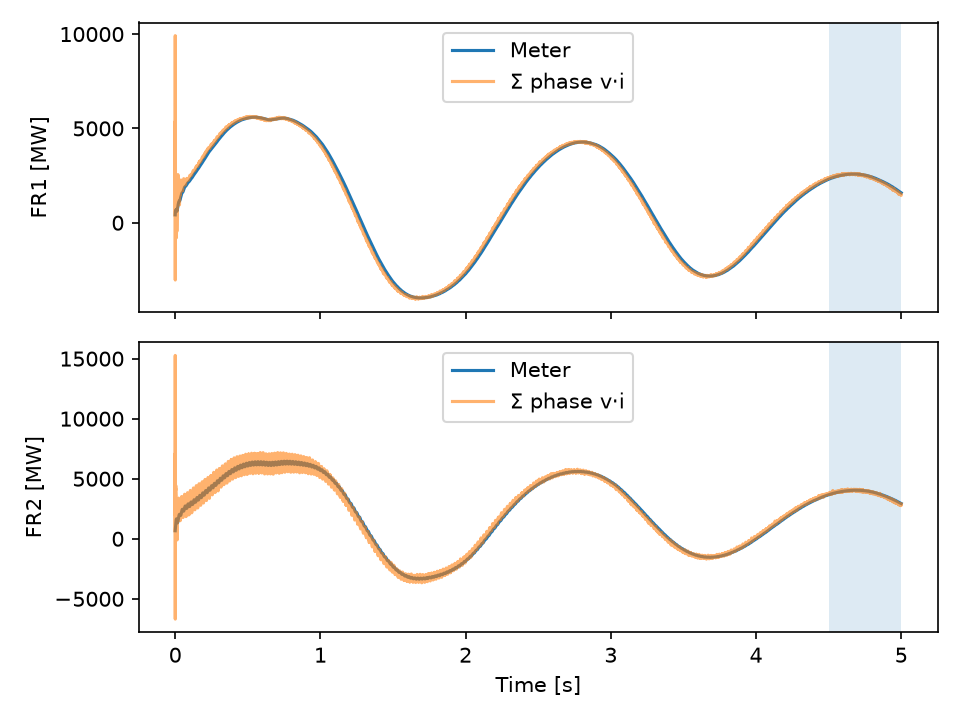 10000
5000
0
FR1 [MW]
Meter
Σ phase v·i
15000
10000
5000
0
−5000
FR2 [MW]
Meter
Σ phase v·i
0 1 2 3 4 5
Time [s]